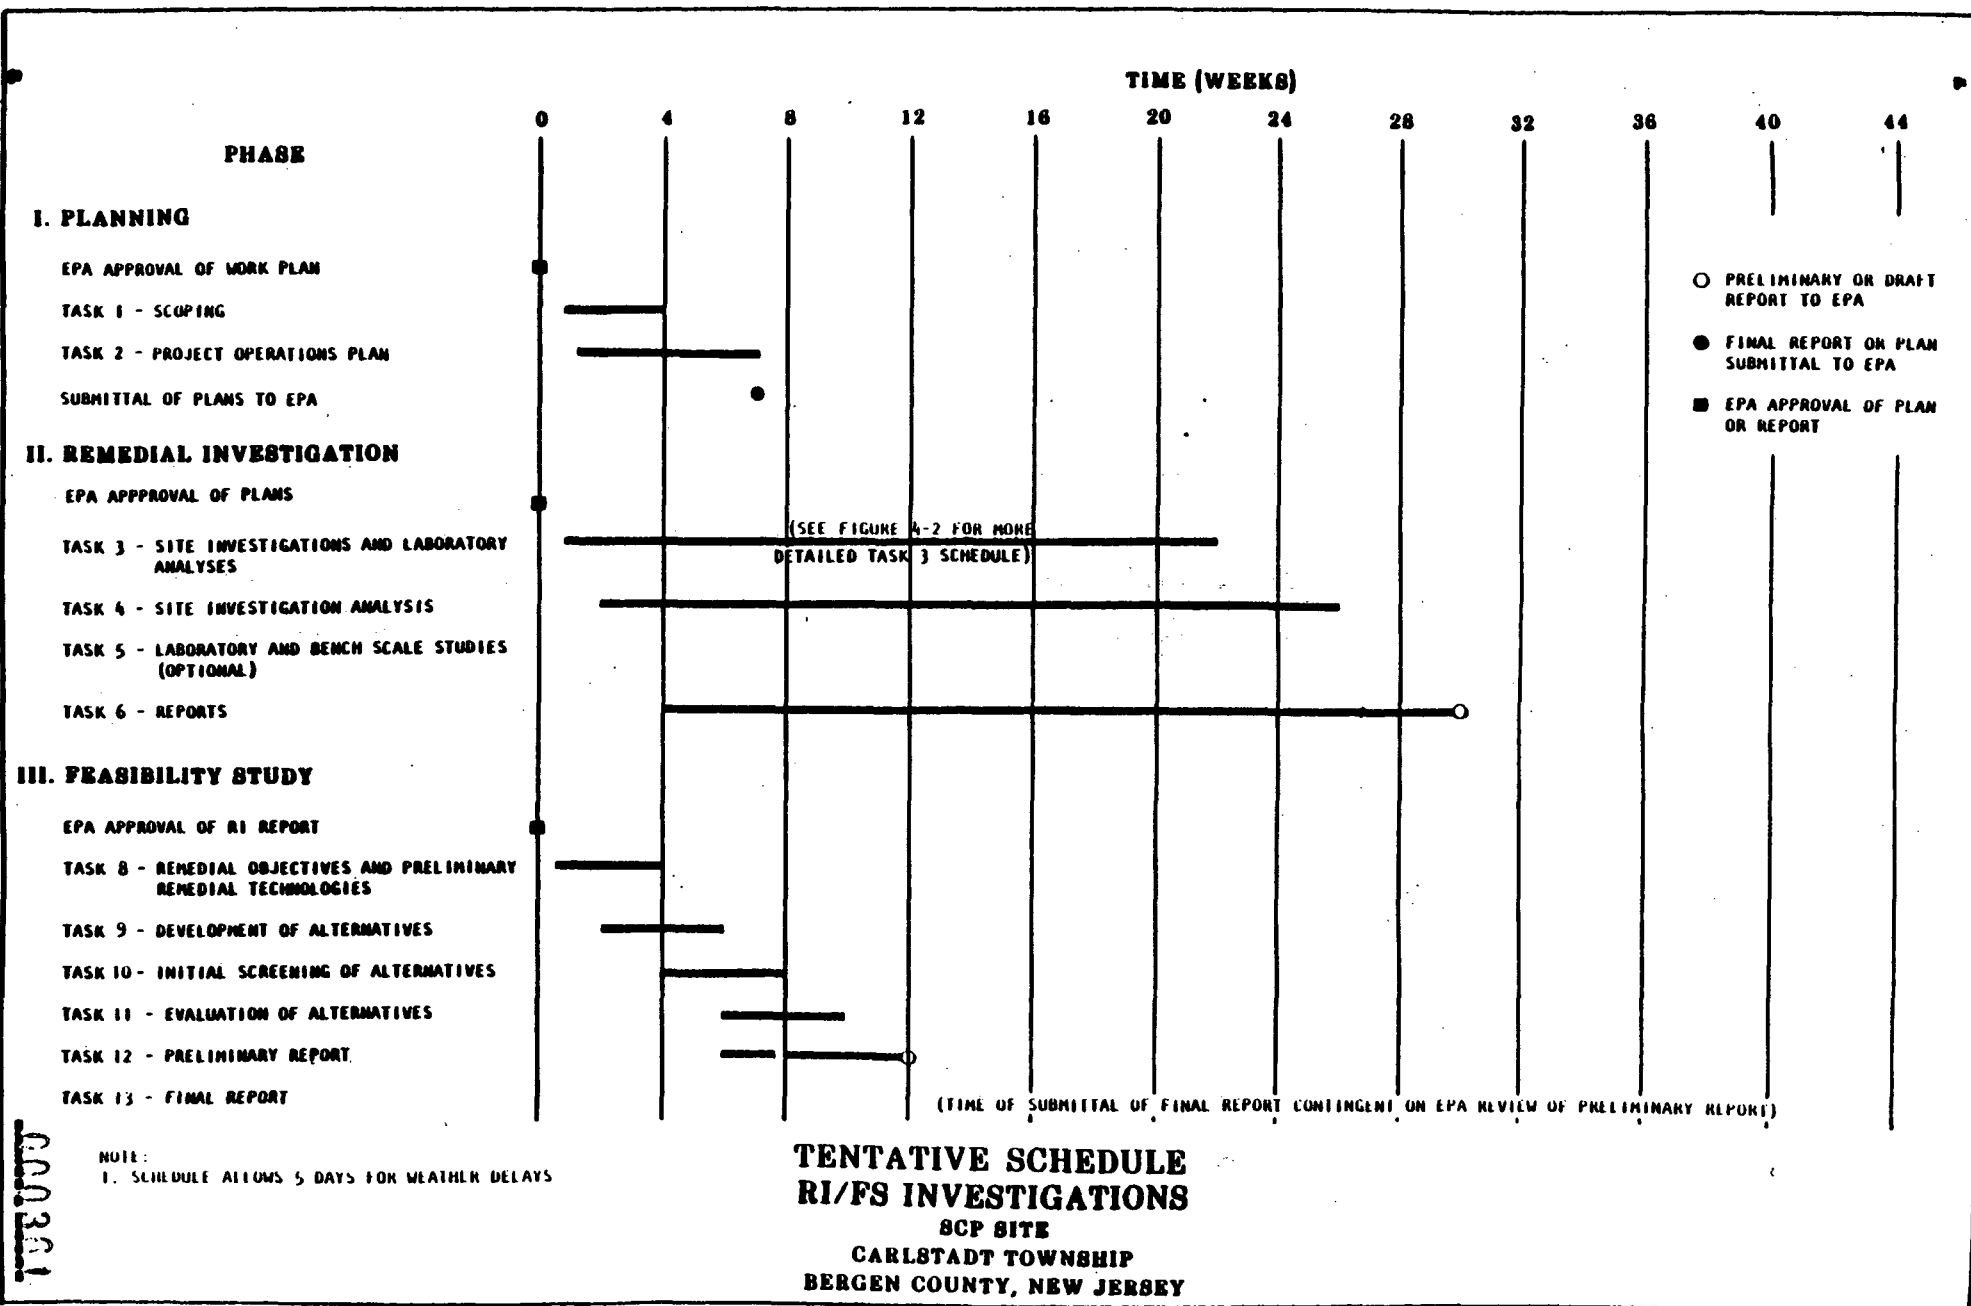 TIME (WEEKS)
0 4 8 12 16 20 24 28 32 36 40 44
PHASE
I. PLANNING
EPA APPROVAL OF WORK PLAN
TASK 1 - SCOPING
TASK 2 - PROJECT OPERATIONS PLAN
SUBMITTAL OF PLANS TO EPA
PRELIMINARY OR DRAFT
REPORT TO EPA
FINAL REPORT OR PLAN
SUBMITTAL TO EPA
EPA APPROVAL OF PLAN
OR REPORT
II. REMEDIAL INVESTIGATION
EPA APPPROVAL OF PLANS
TASK 3 - SITE INVESTIGATIONS AND LABORATORY
ANALYSES
(SEE FIGURE 4-2 FOR MORE
DETAILED TASK 3 SCHEDULE)
TASK 4 - SITE INVESTIGATION ANALYSIS
TASK 5 - LABORATORY AND BENCH SCALE STUDIES
(OPTIONAL)
TASK 6 - REPORTS
III. FEASIBILITY STUDY
EPA APPROVAL OF RI REPORT
TASK 8 - REMEDIAL OBJECTIVES AND PRELIMINARY
REMEDIAL TECHNOLOGIES
TASK 9 - DEVELOPMENT OF ALTERNATIVES
TASK 10 - INITIAL SCREENING OF ALTERNATIVES
TASK 11 - EVALUATION OF ALTERNATIVES
TASK 12 - PRELIMINARY REPORT
TASK 13 - FINAL REPORT
(TIME OF SUBMITTAL OF FINAL REPORT CONTINGENT ON EPA REVIEW OF PRELIMINARY REPORT)
NOTE:
1. SCHEDULE ALLOWS 5 DAYS FOR WEATHER DELAYS
TENTATIVE SCHEDULE
RI/FS INVESTIGATIONS
SCP SITE
CARLSTADT TOWNSHIP
BERGEN COUNTY, NEW JERSEY